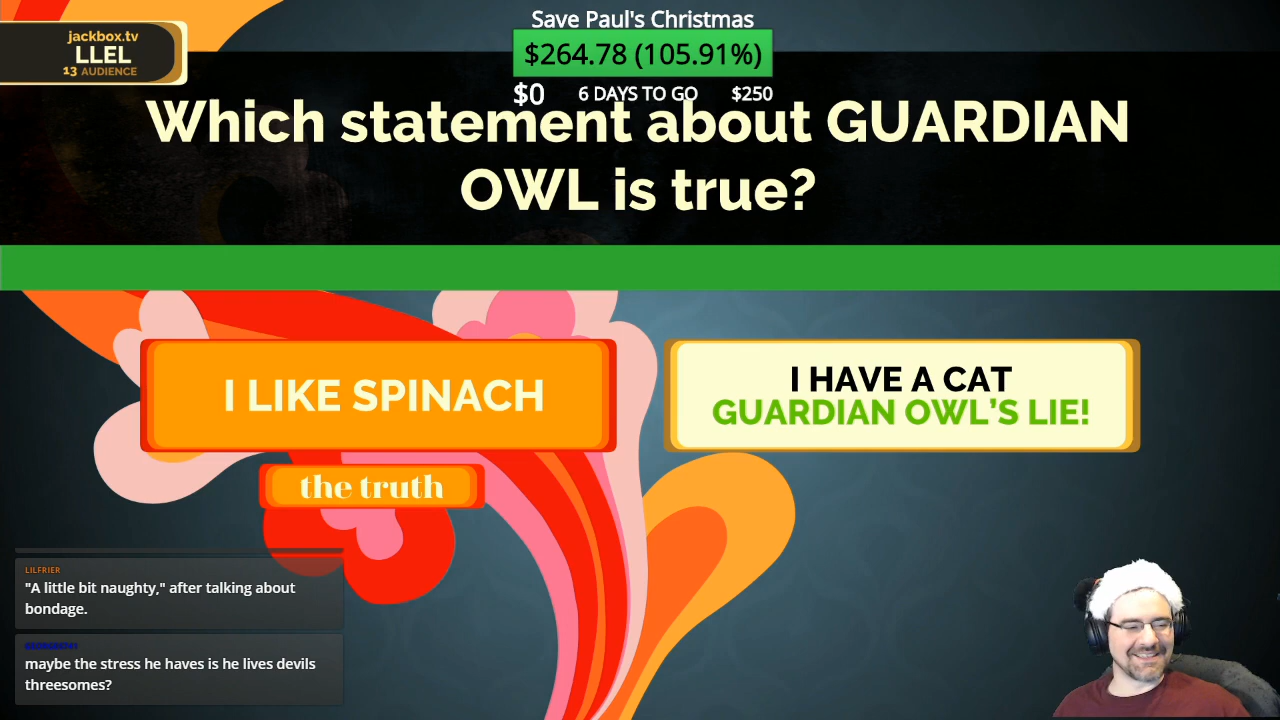 jackbox.tv
LLEL
13 AUDIENCE
Save Paul's Christmas
$264.78 (105.91%)
$0 6 DAYS TO GO $250
Which statement about GUARDIAN
OWL is true?
I LIKE SPINACH
the truth
I HAVE A CAT
GUARDIAN OWL'S LIE!
LILFRIER
"A little bit naughty," after talking about
bondage.
maybe the stress he haves is he lives devils
threesomes?